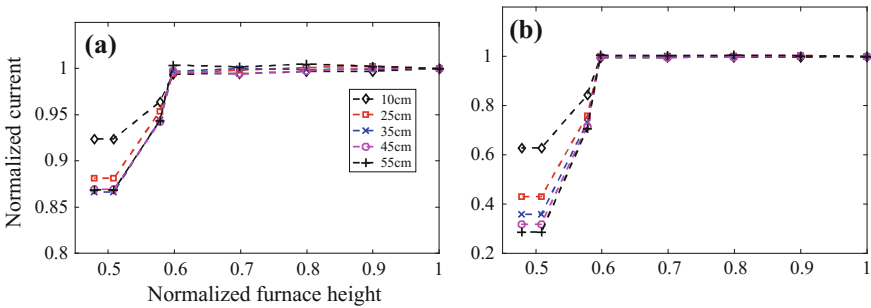 (a)
Normalized current
1
0.95
0.9
0.85
0.8
0.5 0.6 0.7 0.8 0.9 1
Normalized furnace height
10cm
25cm
35cm
45cm
55cm
(b)
1
0.8
0.6
0.4
0.2
0.5 0.6 0.7 0.8 0.9 1